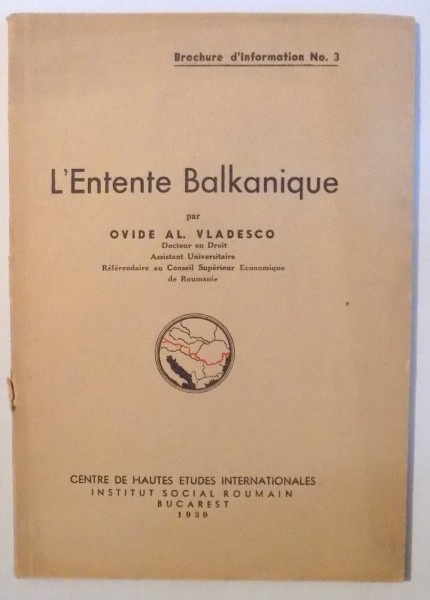 Brochure d'Information No. 3
L'Entente Balkanique
par
OVIDE AL. VLADESCO
Docteur en Droit
Assistant Universitaire
Référendaire au Conseil Supérieur Economique
de Roumanie
CENTRE DE HAUTES ETUDES INTERNATIONALES
INSTITUT SOCIAL ROUMAIN
BUCAREST
1939